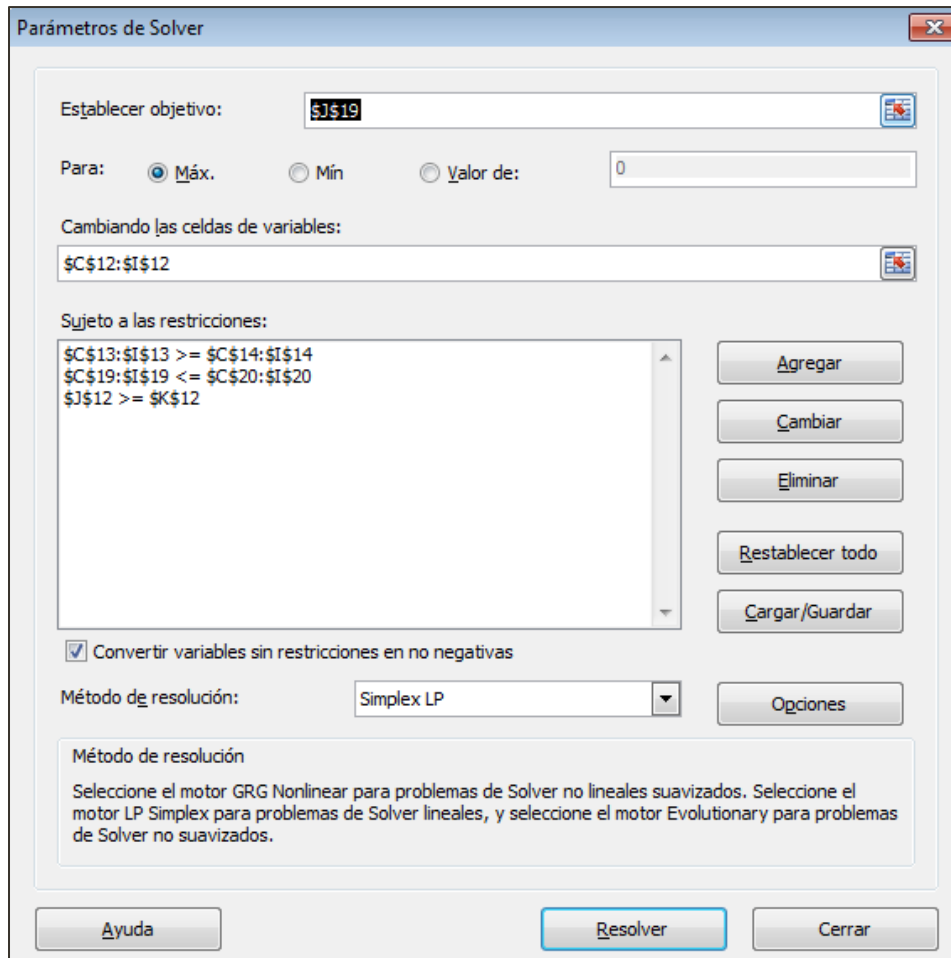 Parámetros de Solver
Establecer objetivo: $J$19
Para: Máx. Mín Valor de: 0
Cambiando las celdas de variables:
$C$12:$I$12
Sujeto a las restricciones:
$C$13:$I$13 >= $C$14:$I$14
$C$19:$I$19 <= $C$20:$I$20
$J$12 >= $K$12
Agregar
Cambiar
Eliminar
Restablecer todo
Cargar/Guardar
Convertir variables sin restricciones en no negativas
Método de resolución: Simplex LP Opciones
Método de resolución
Seleccione el motor GRG Nonlinear para problemas de Solver no lineales suavizados. Seleccione el
motor LP Simplex para problemas de Solver lineales, y seleccione el motor Evolutionary para problemas
de Solver no suavizados.
Ayuda Resolver Cerrar